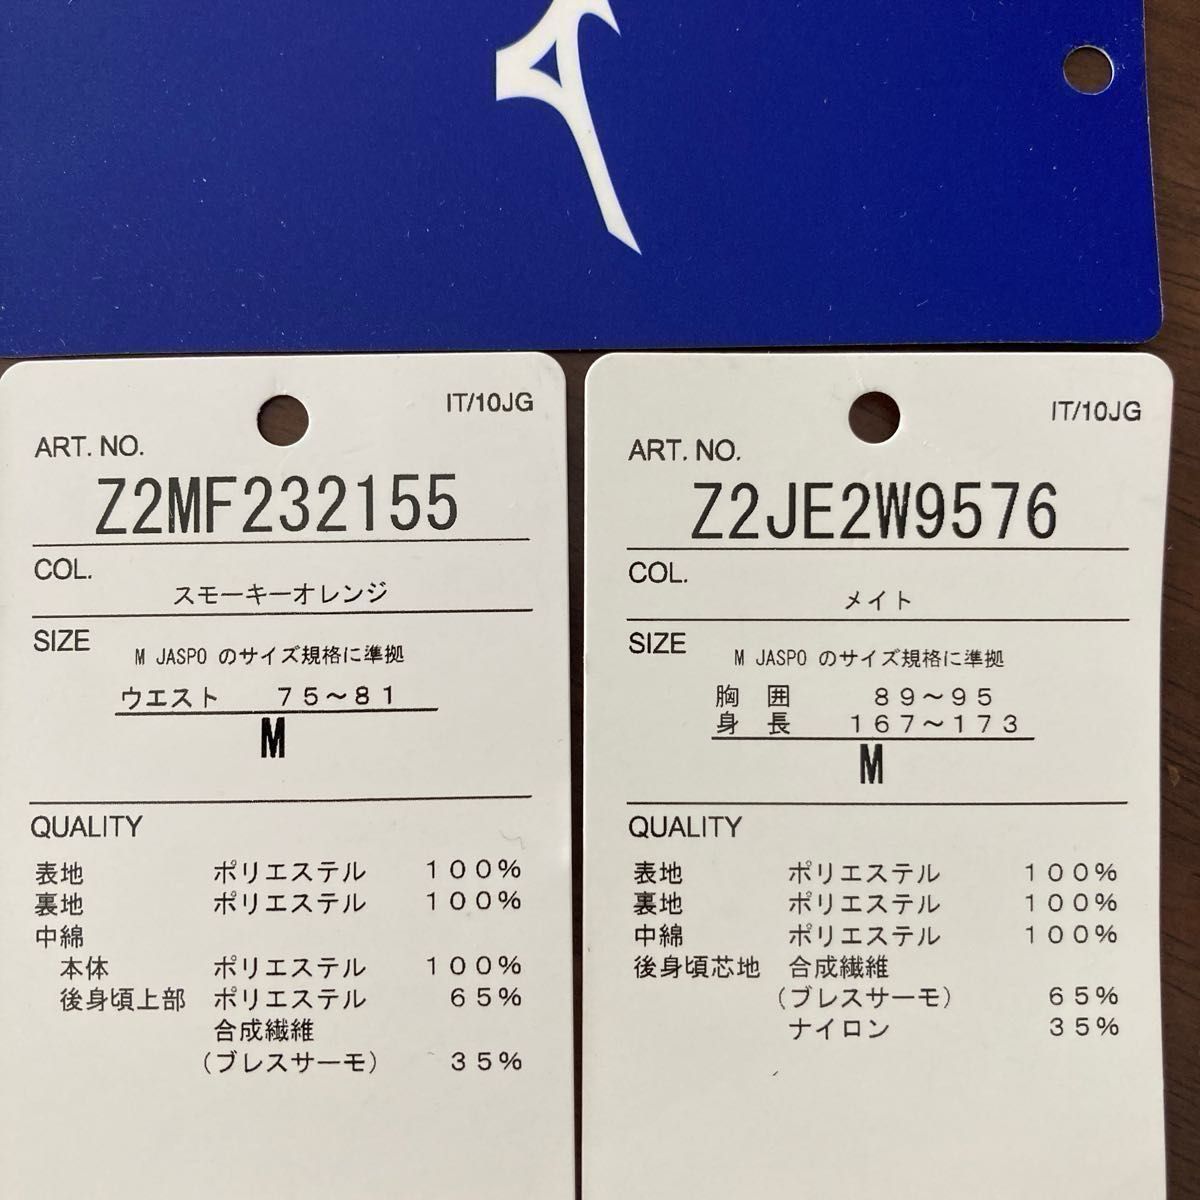 IT/10JG
ART. NO.
Z2MF232155
COL.
スモーキーオレンジ
SIZE
M JASPO のサイズ規格に準拠
ウエスト ７５～８１
M
QUALITY
表地 ポリエステル １００％
裏地 ポリエステル １００％
中綿
本体 ポリエステル １００％
後身頃上部 ポリエステル ６５％
合成繊維
（ブレスサーモ） ３５％
IT/10JG
ART. NO.
Z2JE2W9576
COL.
メイト
SIZE
M JASPO のサイズ規格に準拠
胸 囲 ８９～９５
身 長 １６７～１７３
M
QUALITY
表地 ポリエステル １００％
裏地 ポリエステル １００％
中綿 ポリエステル １００％
後身頃芯地 合成繊維
（ブレスサーモ） ６５％
ナイロン ３５％